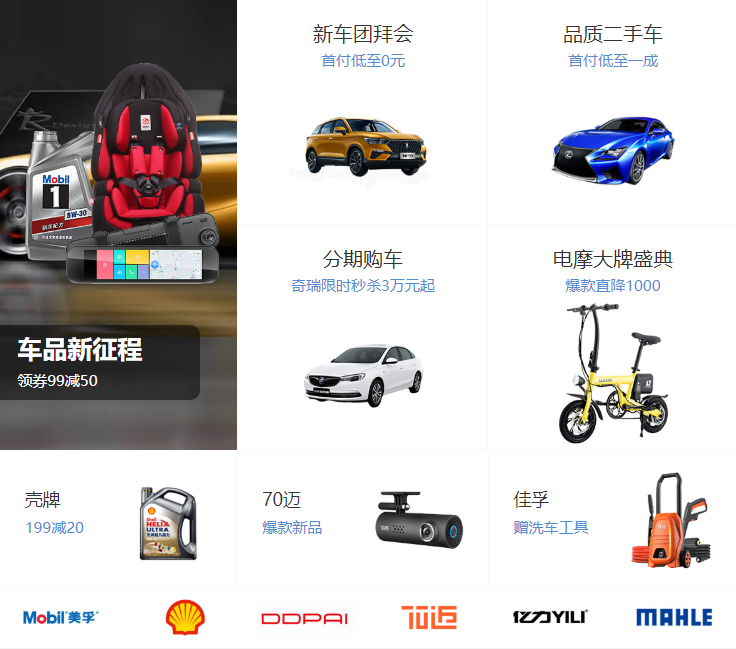 新车团拜会
首付低至0元
品质二手车
首付低至一成
Mobil
1
5W-30
车品新征程
领券99减50
分期购车
奇瑞限时秒杀3万元起
电摩大牌盛典
爆款直降1000
壳牌
199减20
Shell
HELIX
ULTRA
70迈
爆款新品
佳孚
赠洗车工具
Mobil 美孚
DDPAI
70迈
亿力YILI
MAHLE